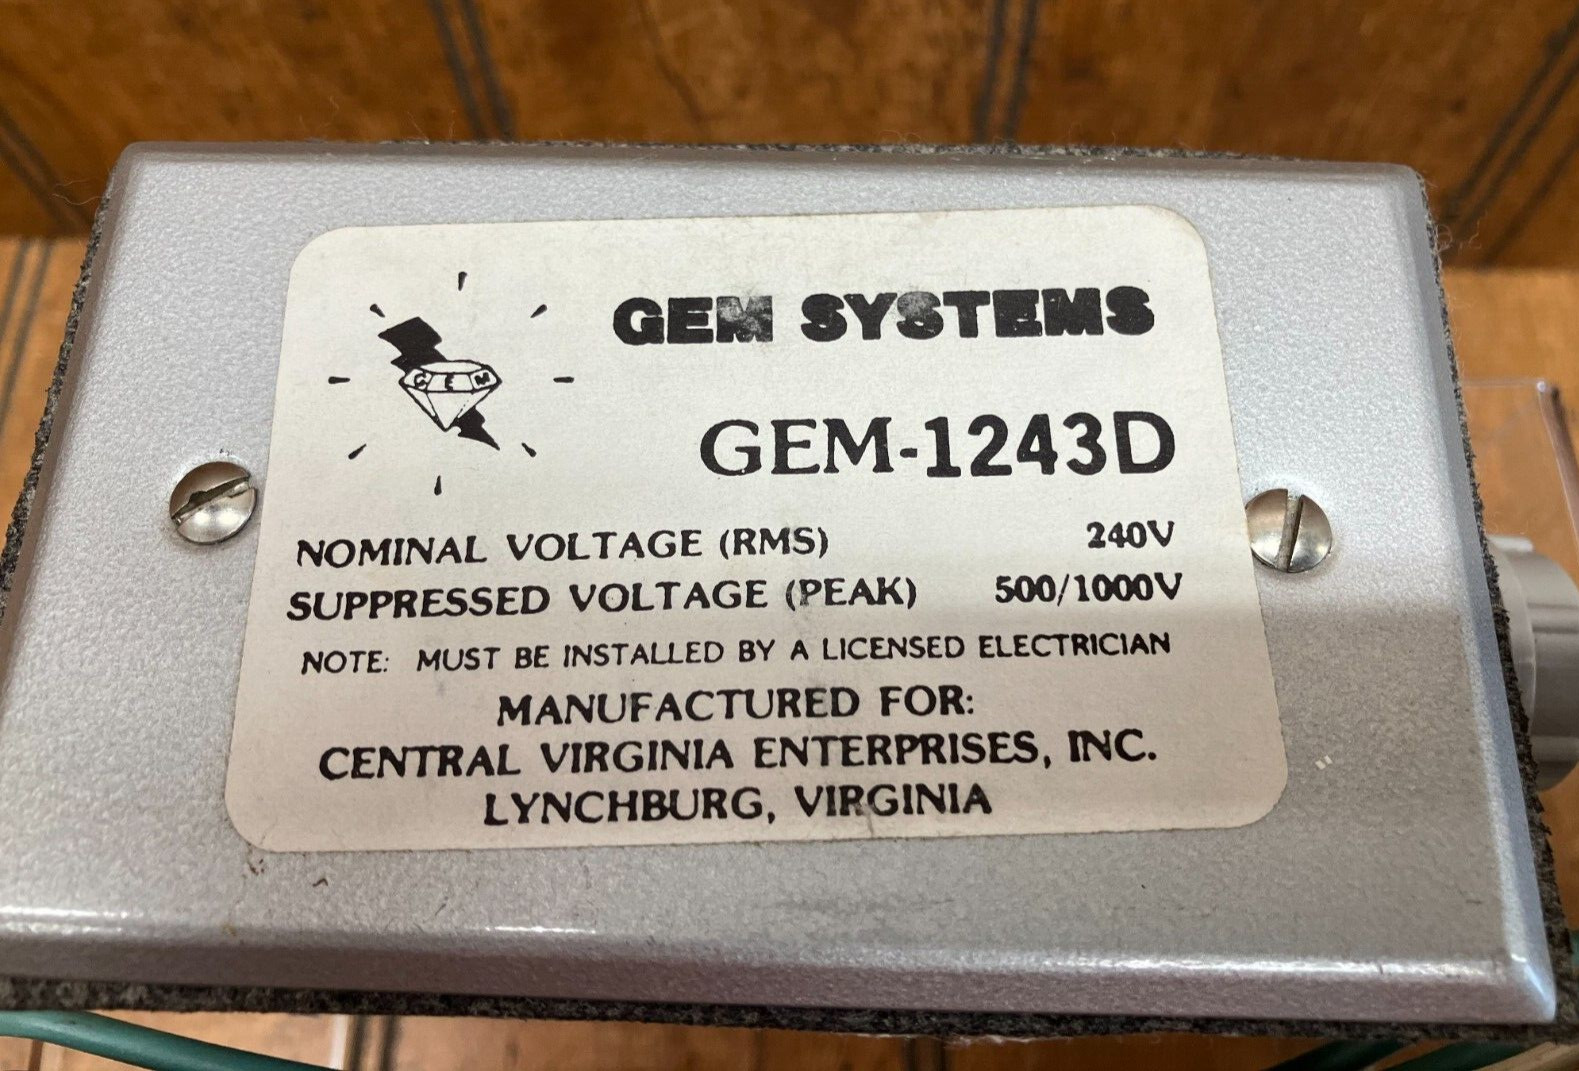 GEM SYSTEMS
GEM
GEM-1243D
NOMINAL VOLTAGE (RMS) 240V
SUPPRESSED VOLTAGE (PEAK) 500/1000V
NOTE: MUST BE INSTALLED BY A LICENSED ELECTRICIAN
MANUFACTURED FOR:
CENTRAL VIRGINIA ENTERPRISES, INC.
LYNCHBURG, VIRGINIA